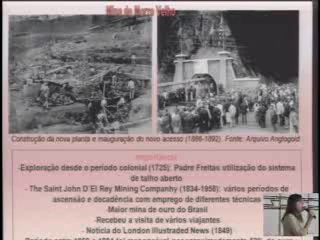 Mina de Morro Velho
Construção da nova planta e inauguração do novo acesso (1886-1892). Fonte: Arquivo Anglogold
Importância
-Exploração desde o período colonial (1725): Padre Freitas utilização do sistema
de talho aberto
- The Saint John D'El Rey Mining Companhy (1834-1958): vários períodos de
ascensão e decadência com emprego de diferentes técnicas
- Maior mina de ouro do Brasil
-Recebeu a visita de vários viajantes
- Notícia do London Illustraded News (1849)